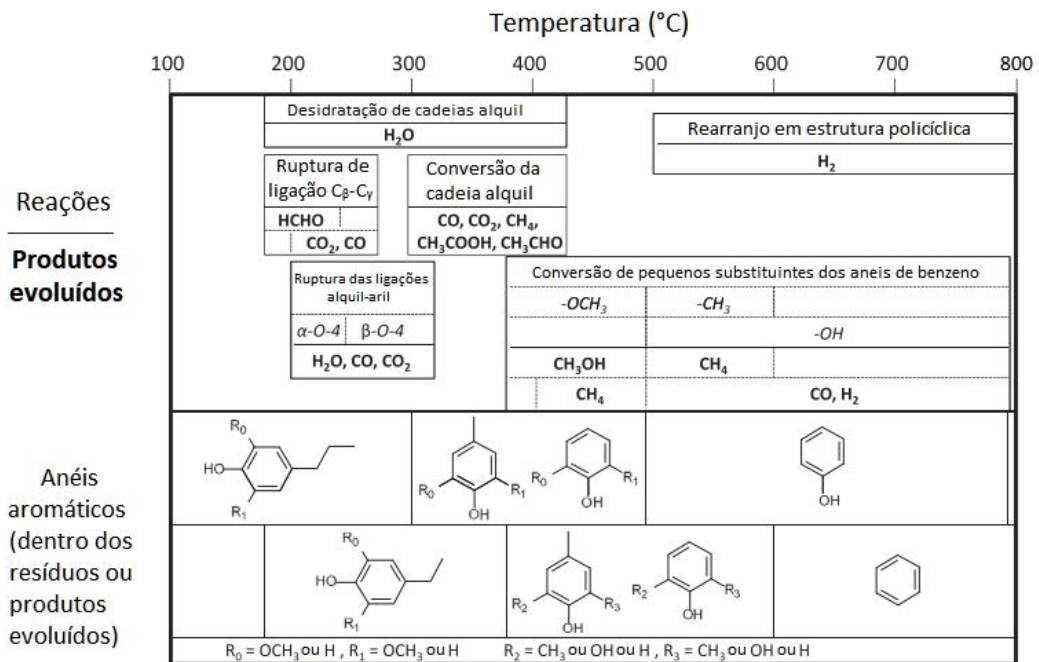 Temperatura (°C)
100 200 300 400 500 600 700 800
Reações
Produtos
evoluídos
Desidratação de cadeias alquil
H₂O
Rearranjo em estrutura policíclica
H₂
Ruptura de
ligação Cβ-Cγ
HCHO
CO₂, CO
Conversão da
cadeia alquil
CO, CO₂, CH₄,
CH₃COOH, CH₃CHO
Ruptura das ligações
alquil-aril
α-O-4 β-O-4
H₂O, CO, CO₂
Conversão de pequenos substituintes dos aneis de benzeno
-OCH₃ -CH₃
-OH
CH₃OH CH₄
CH₄ CO, H₂
Anéis
aromáticos
(dentro dos
resíduos ou
produtos
evoluídos)
R₀
HO
R₁
R₀ R₁
OH
R₀ R₁
OH
OH
R₀
HO
R₁
R₂ R₃
OH
R₂ R₃
OH
R₀ = OCH₃ ou H , R₁ = OCH₃ ou H R₂ = CH₃ ou OH ou H , R₃ = CH₃ ou OH ou H